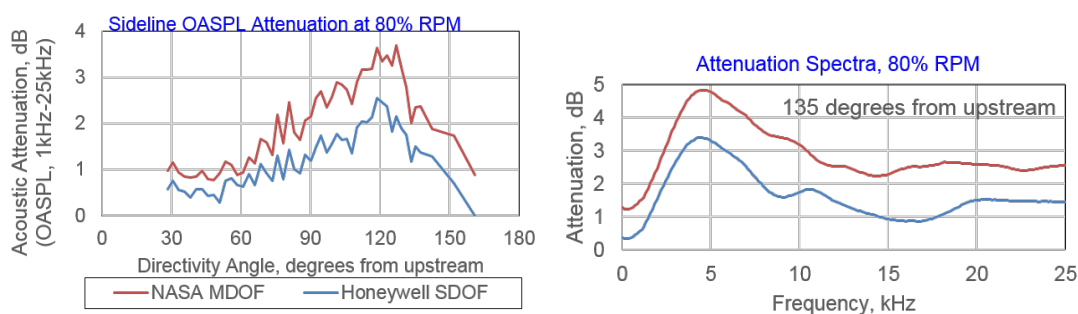 Sideline OASPL Attenuation at 80% RPM
Acoustic Attenuation, dB
(OASPL, 1kHz-25kHz)
4
3
2
1
0
0 30 60 90 120 150 180
Directivity Angle, degrees from upstream
NASA MDOF Honeywell SDOF
Attenuation Spectra, 80% RPM
135 degrees from upstream
Attenuation, dB
5
4
3
2
1
0
0 5 10 15 20 25
Frequency, kHz